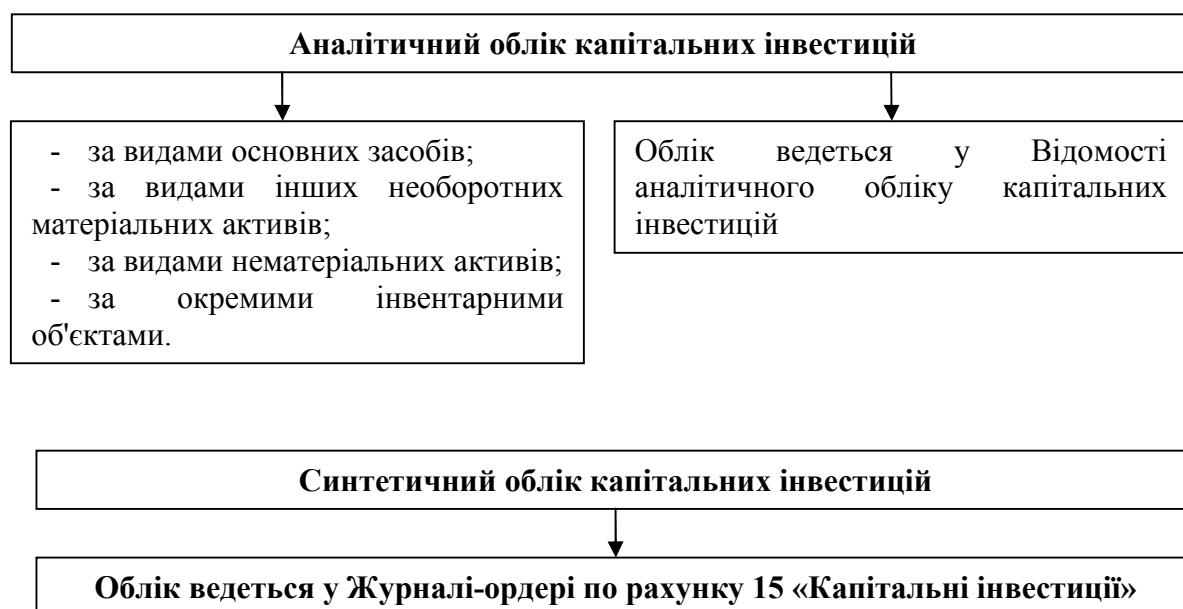 Аналітичний облік капітальних інвестицій
- за видами основних засобів;
- за видами інших необоротних
матеріальних активів;
- за видами нематеріальних активів;
- за окремими інвентарними
об'єктами.
Облік ведеться у Відомості
аналітичного обліку капітальних
інвестицій
Синтетичний облік капітальних інвестицій
Облік ведеться у Журналі-ордері по рахунку 15 «Капітальні інвестиції»